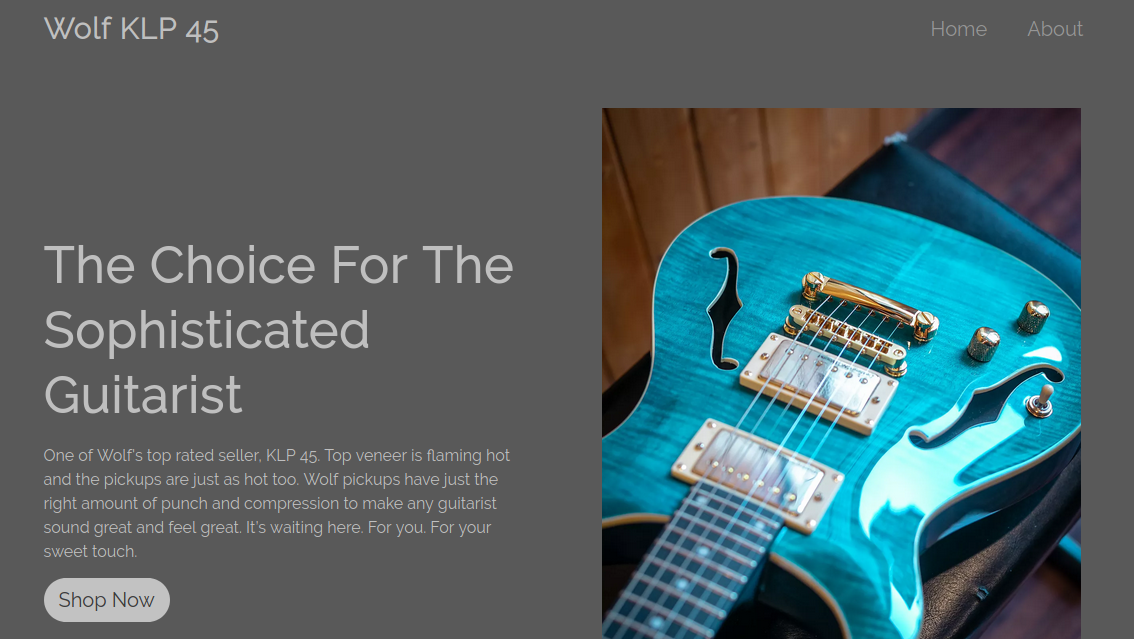 Wolf KLP 45
Home About
The Choice For The
Sophisticated
Guitarist
One of Wolf's top rated seller, KLP 45. Top veneer is flaming hot
and the pickups are just as hot too. Wolf pickups have just the
right amount of punch and compression to make any guitarist
sound great and feel great. It's waiting here. For you. For your
sweet touch.
Shop Now